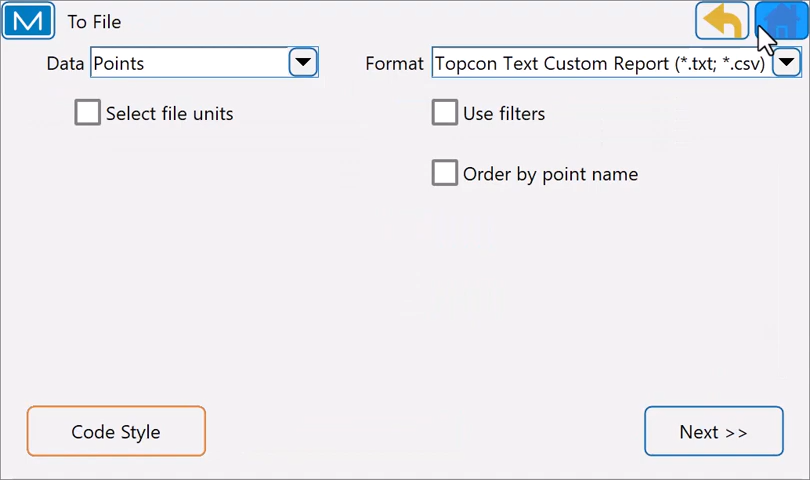 To File
Data Points
Format Topcon Text Custom Report (*.txt; *.csv)
Select file units
Use filters
Order by point name
Code Style
Next >>